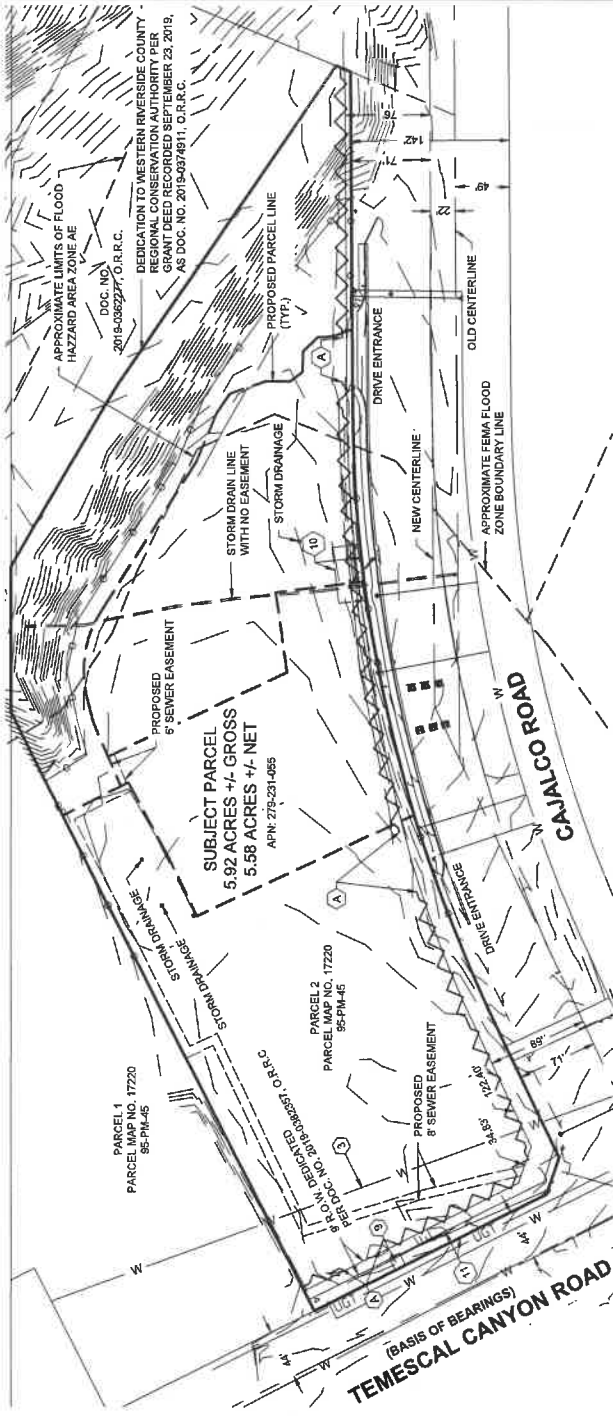 APPROXIMATE LIMITS OF FLOOD
HAZZARD AREA ZONE AE
DOC. NO.
2019-0362277, O.R.R.C.
DEDICATION TO WESTERN RIVERSIDE COUNTY
REGIONAL CONSERVATION AUTHORITY PER
GRANT DEED RECORDED SEPTEMBER 23, 2019,
AS DOC. NO. 2019-0374911, O.R.R.C.
PROPOSED PARCEL LINE
(TYP.)
A
DRIVE ENTRANCE
76'
142'
71'
49'
22'
OLD CENTERLINE
STORM DRAIN LINE
WITH NO EASEMENT
STORM DRAINAGE
10
NEW CENTERLINE
APPROXIMATE FEMA FLOOD
ZONE BOUNDARY LINE
W
PROPOSED
6' SEWER EASEMENT
SUBJECT PARCEL
5.92 ACRES +/- GROSS
5.58 ACRES +/- NET
APN: 279-231-055
W
CAJALCO ROAD
W
STORM DRAINAGE
STORM DRAINAGE
A
DRIVE ENTRANCE
PARCEL 1
PARCEL MAP NO. 17220
95-PM-45
PARCEL 2
PARCEL MAP NO. 17220
95-PM-45
9' R.O.W. DEDICATED
PER DOC. NO. 2019-0382357, O.R.R.C
3
PROPOSED
8' SEWER EASEMENT
34.83'
122.40'
69'
71'
W
W
W
W
W
9
A
11
UGT
UGT
44'
44'
W
W
W
(BASIS OF BEARINGS)
TEMESCAL CANYON ROAD